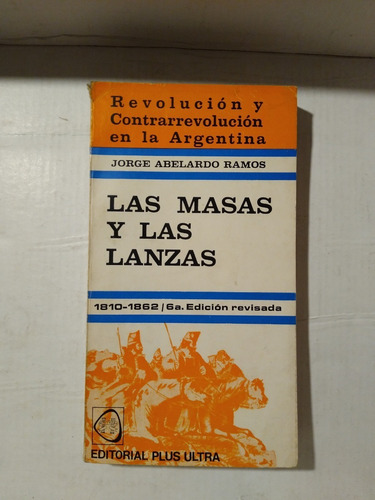 Revolución y
Contrarrevolución
en la Argentina
JORGE ABELARDO RAMOS
LAS MASAS
Y LAS
LANZAS
1810-1862/6a. Edición revisada
EDITORIAL PLUS ULTRA